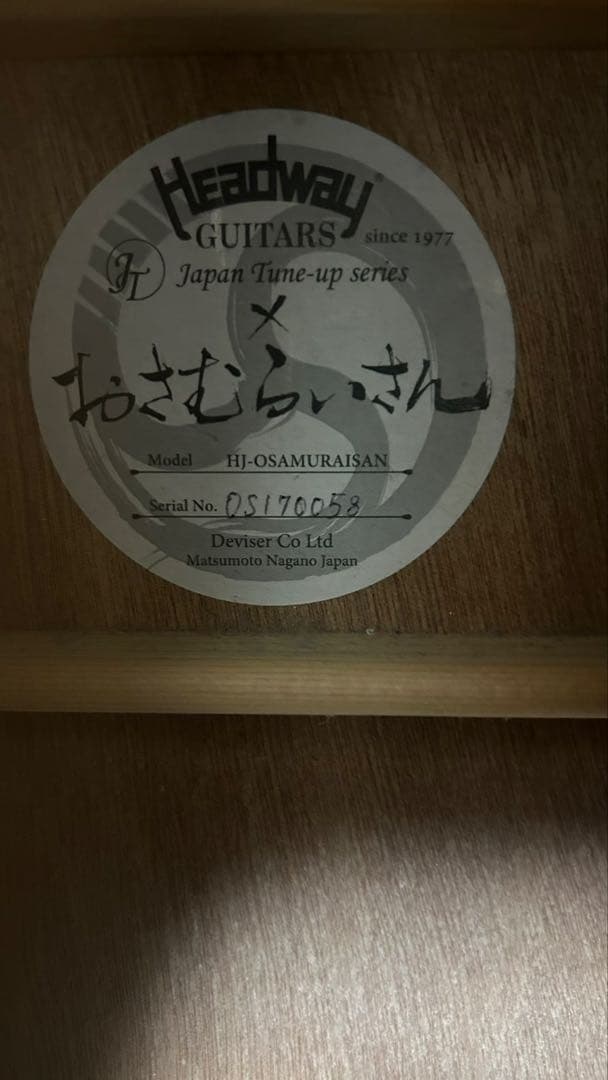 Headway
GUITARS since 1977
JT Japan Tune-up series
×
おさむらいさん
Model HJ-OSAMURAISAN
Serial No. OS170058
Deviser Co Ltd
Matsumoto Nagano Japan